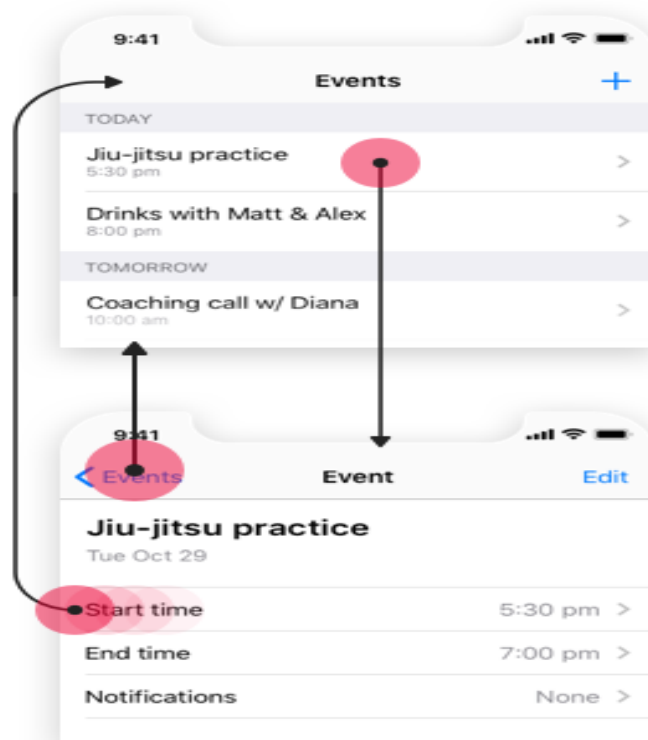 9:41
Events
+
TODAY
Jiu-jitsu practice
5:30 pm
Drinks with Matt & Alex
8:00 pm
TOMORROW
Coaching call w/ Diana
10:00 am
9:41
Events Event Edit
Jiu-jitsu practice
Tue Oct 29
Start time 5:30 pm
End time 7:00 pm
Notifications None